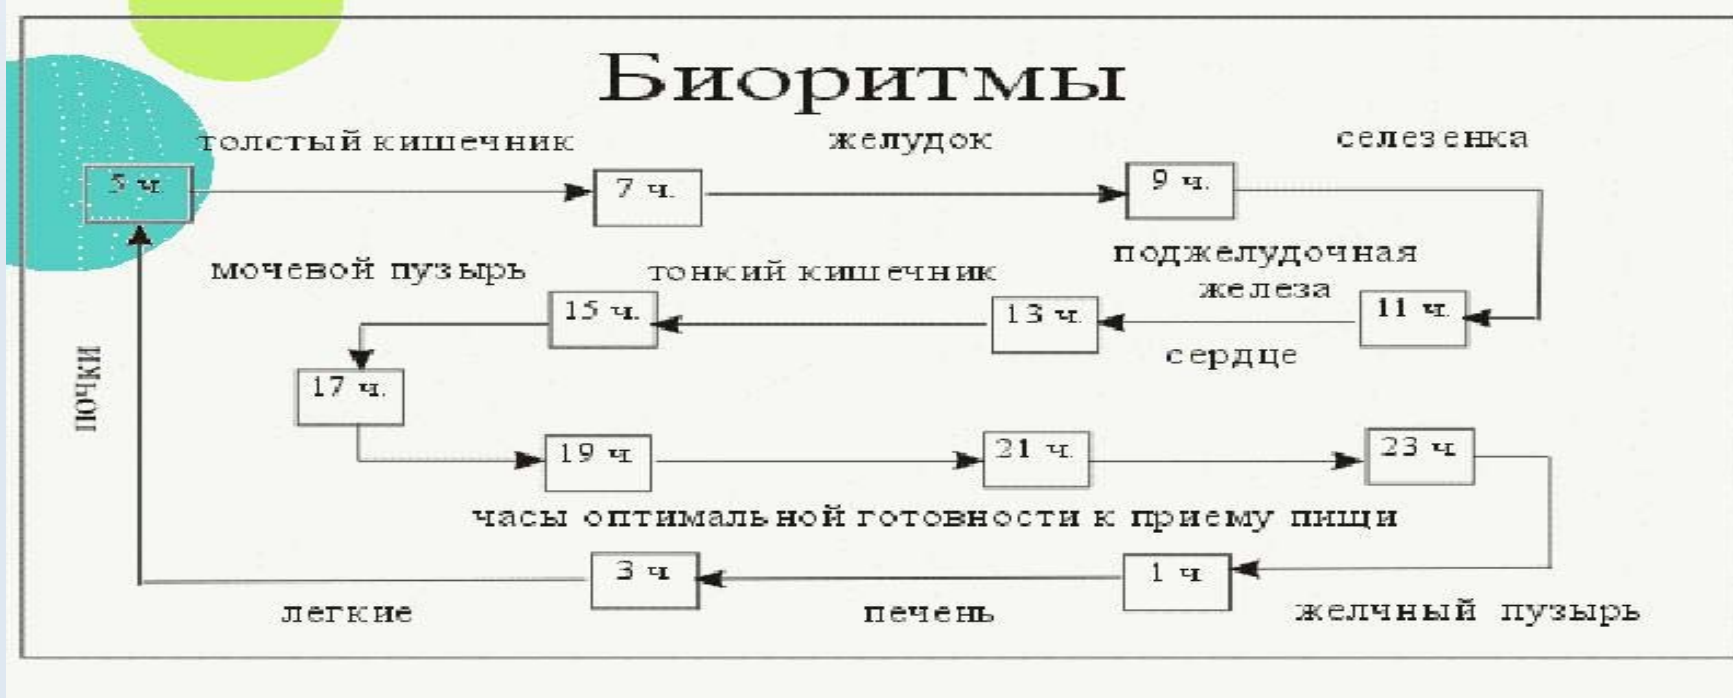 Биоритмы
толстый кишечник желудок селезенка
5 ч 7 ч. 9 ч.
мочевой пузырь тонкий кишечник поджелудочная
железа
15 ч. 13 ч. 11 ч.
сердце
почки
17 ч.
19 ч 21 ч. 23 ч
часы оптимальной готовности к приему пищи
3 ч 1 ч
легкие печень желчный пузырь